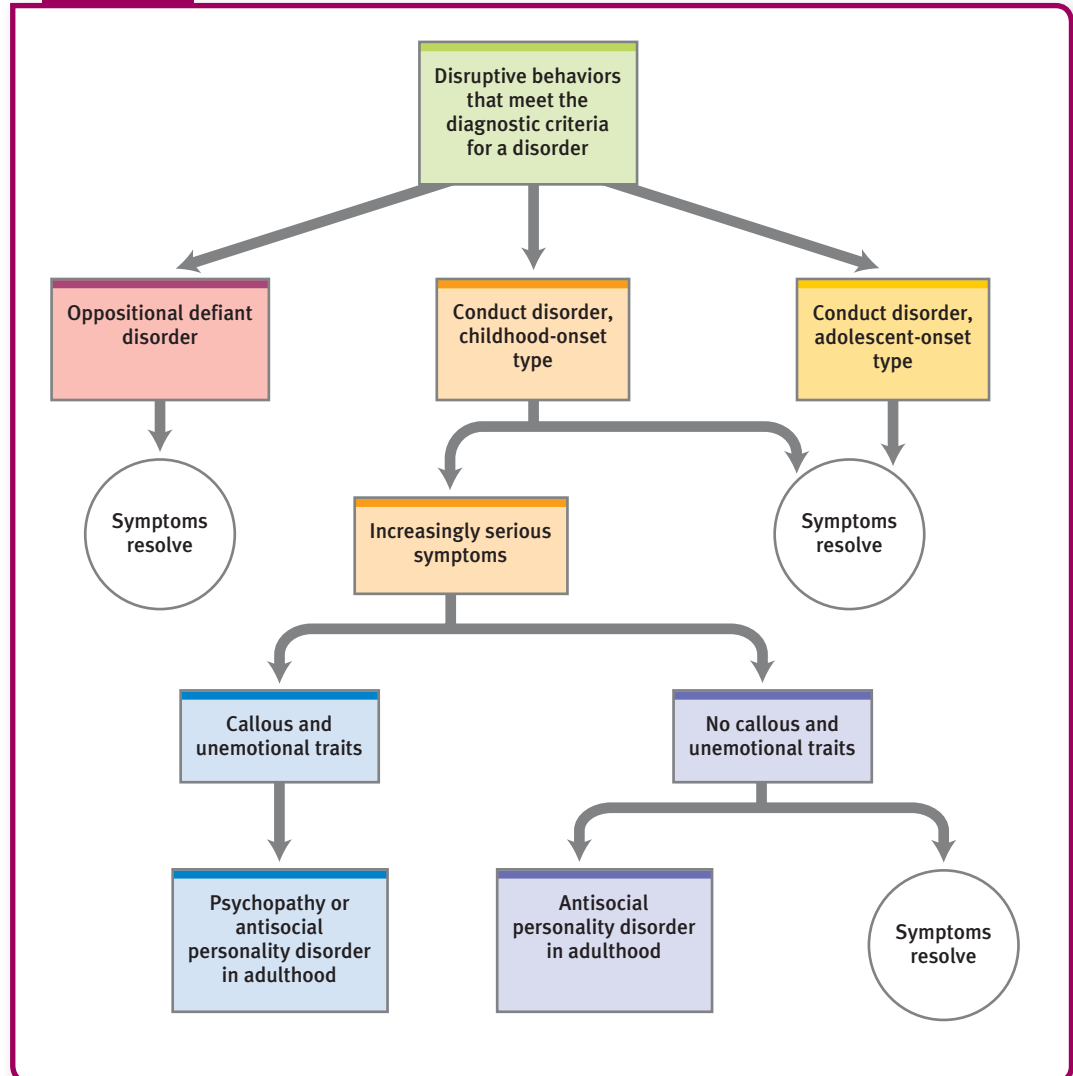 Disruptive behaviors
that meet the
diagnostic criteria
for a disorder
Oppositional defiant
disorder
Conduct disorder,
childhood-onset
type
Conduct disorder,
adolescent-onset
type
Symptoms
resolve
Increasingly serious
symptoms
Symptoms
resolve
Callous and
unemotional traits
No callous and
unemotional traits
Psychopathy or
antisocial
personality disorder
in adulthood
Antisocial
personality disorder
in adulthood
Symptoms
resolve